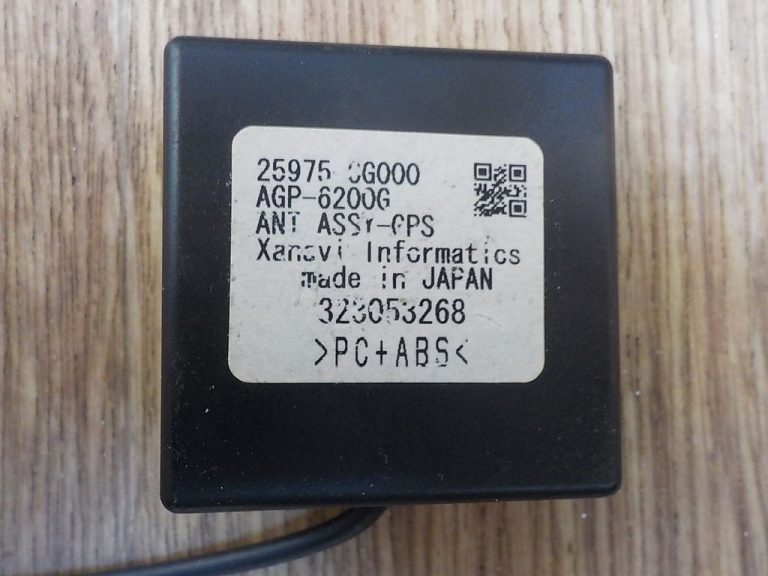 25975 CG000
AGP-6200G
ANT ASSY-GPS
Xanavi Informatics
made in JAPAN
323053268
>PC+ABS<